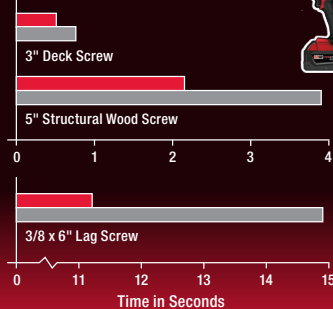 3" Deck Screw
5" Structural Wood Screw
0 1 2 3 4
3/8 x 6" Lag Screw
0 11 12 13 14 15
Time in Seconds